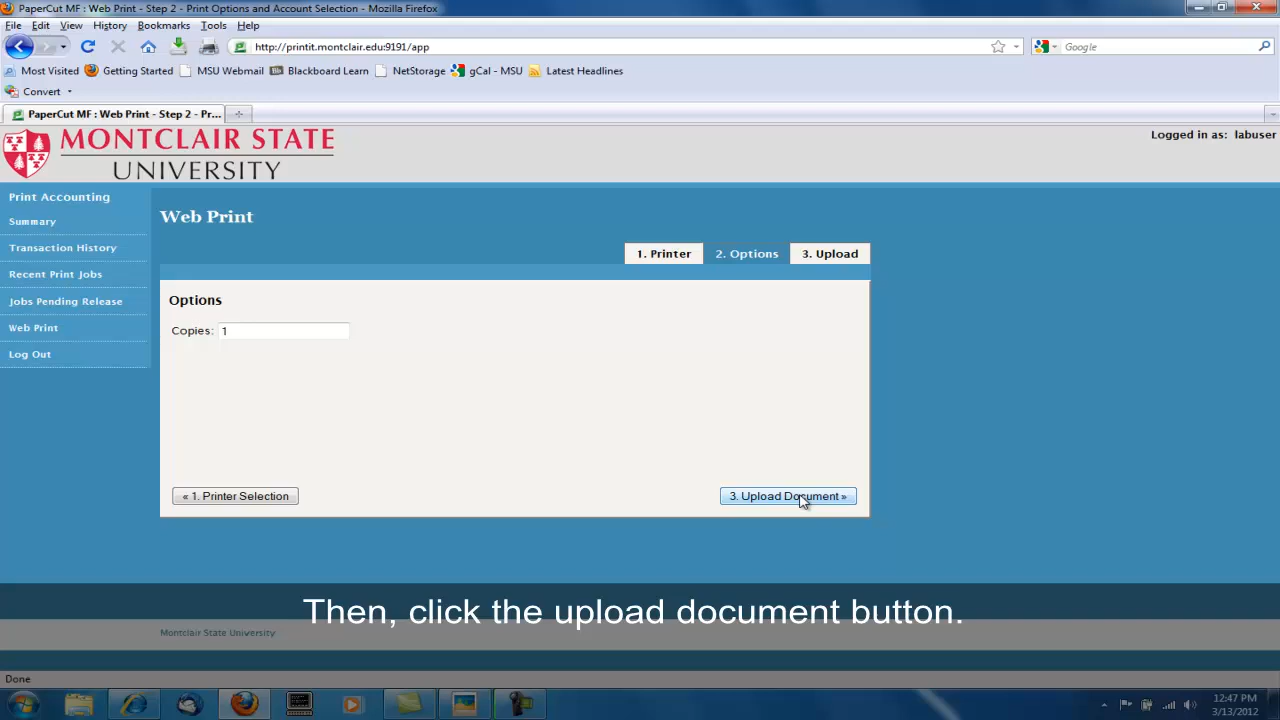 PaperCut MF : Web Print - Step 2 - Print Options and Account Selection - Mozilla Firefox
File Edit View History Bookmarks Tools Help
http://printit.montclair.edu:9191/app
Google
Most Visited Getting Started MSU Webmail Blackboard Learn NetStorage gCal - MSU Latest Headlines
Convert
PaperCut MF : Web Print - Step 2 - Pr...
MONTCLAIR STATE
UNIVERSITY
Logged in as: labuser
Print Accounting
Summary
Transaction History
Recent Print Jobs
Jobs Pending Release
Web Print
Log Out
Web Print
1. Printer 2. Options 3. Upload
Options
Copies: 1
« 1. Printer Selection 3. Upload Document »
Then, click the upload document button.
Montclair State University
Done
12:47 PM
3/13/2012